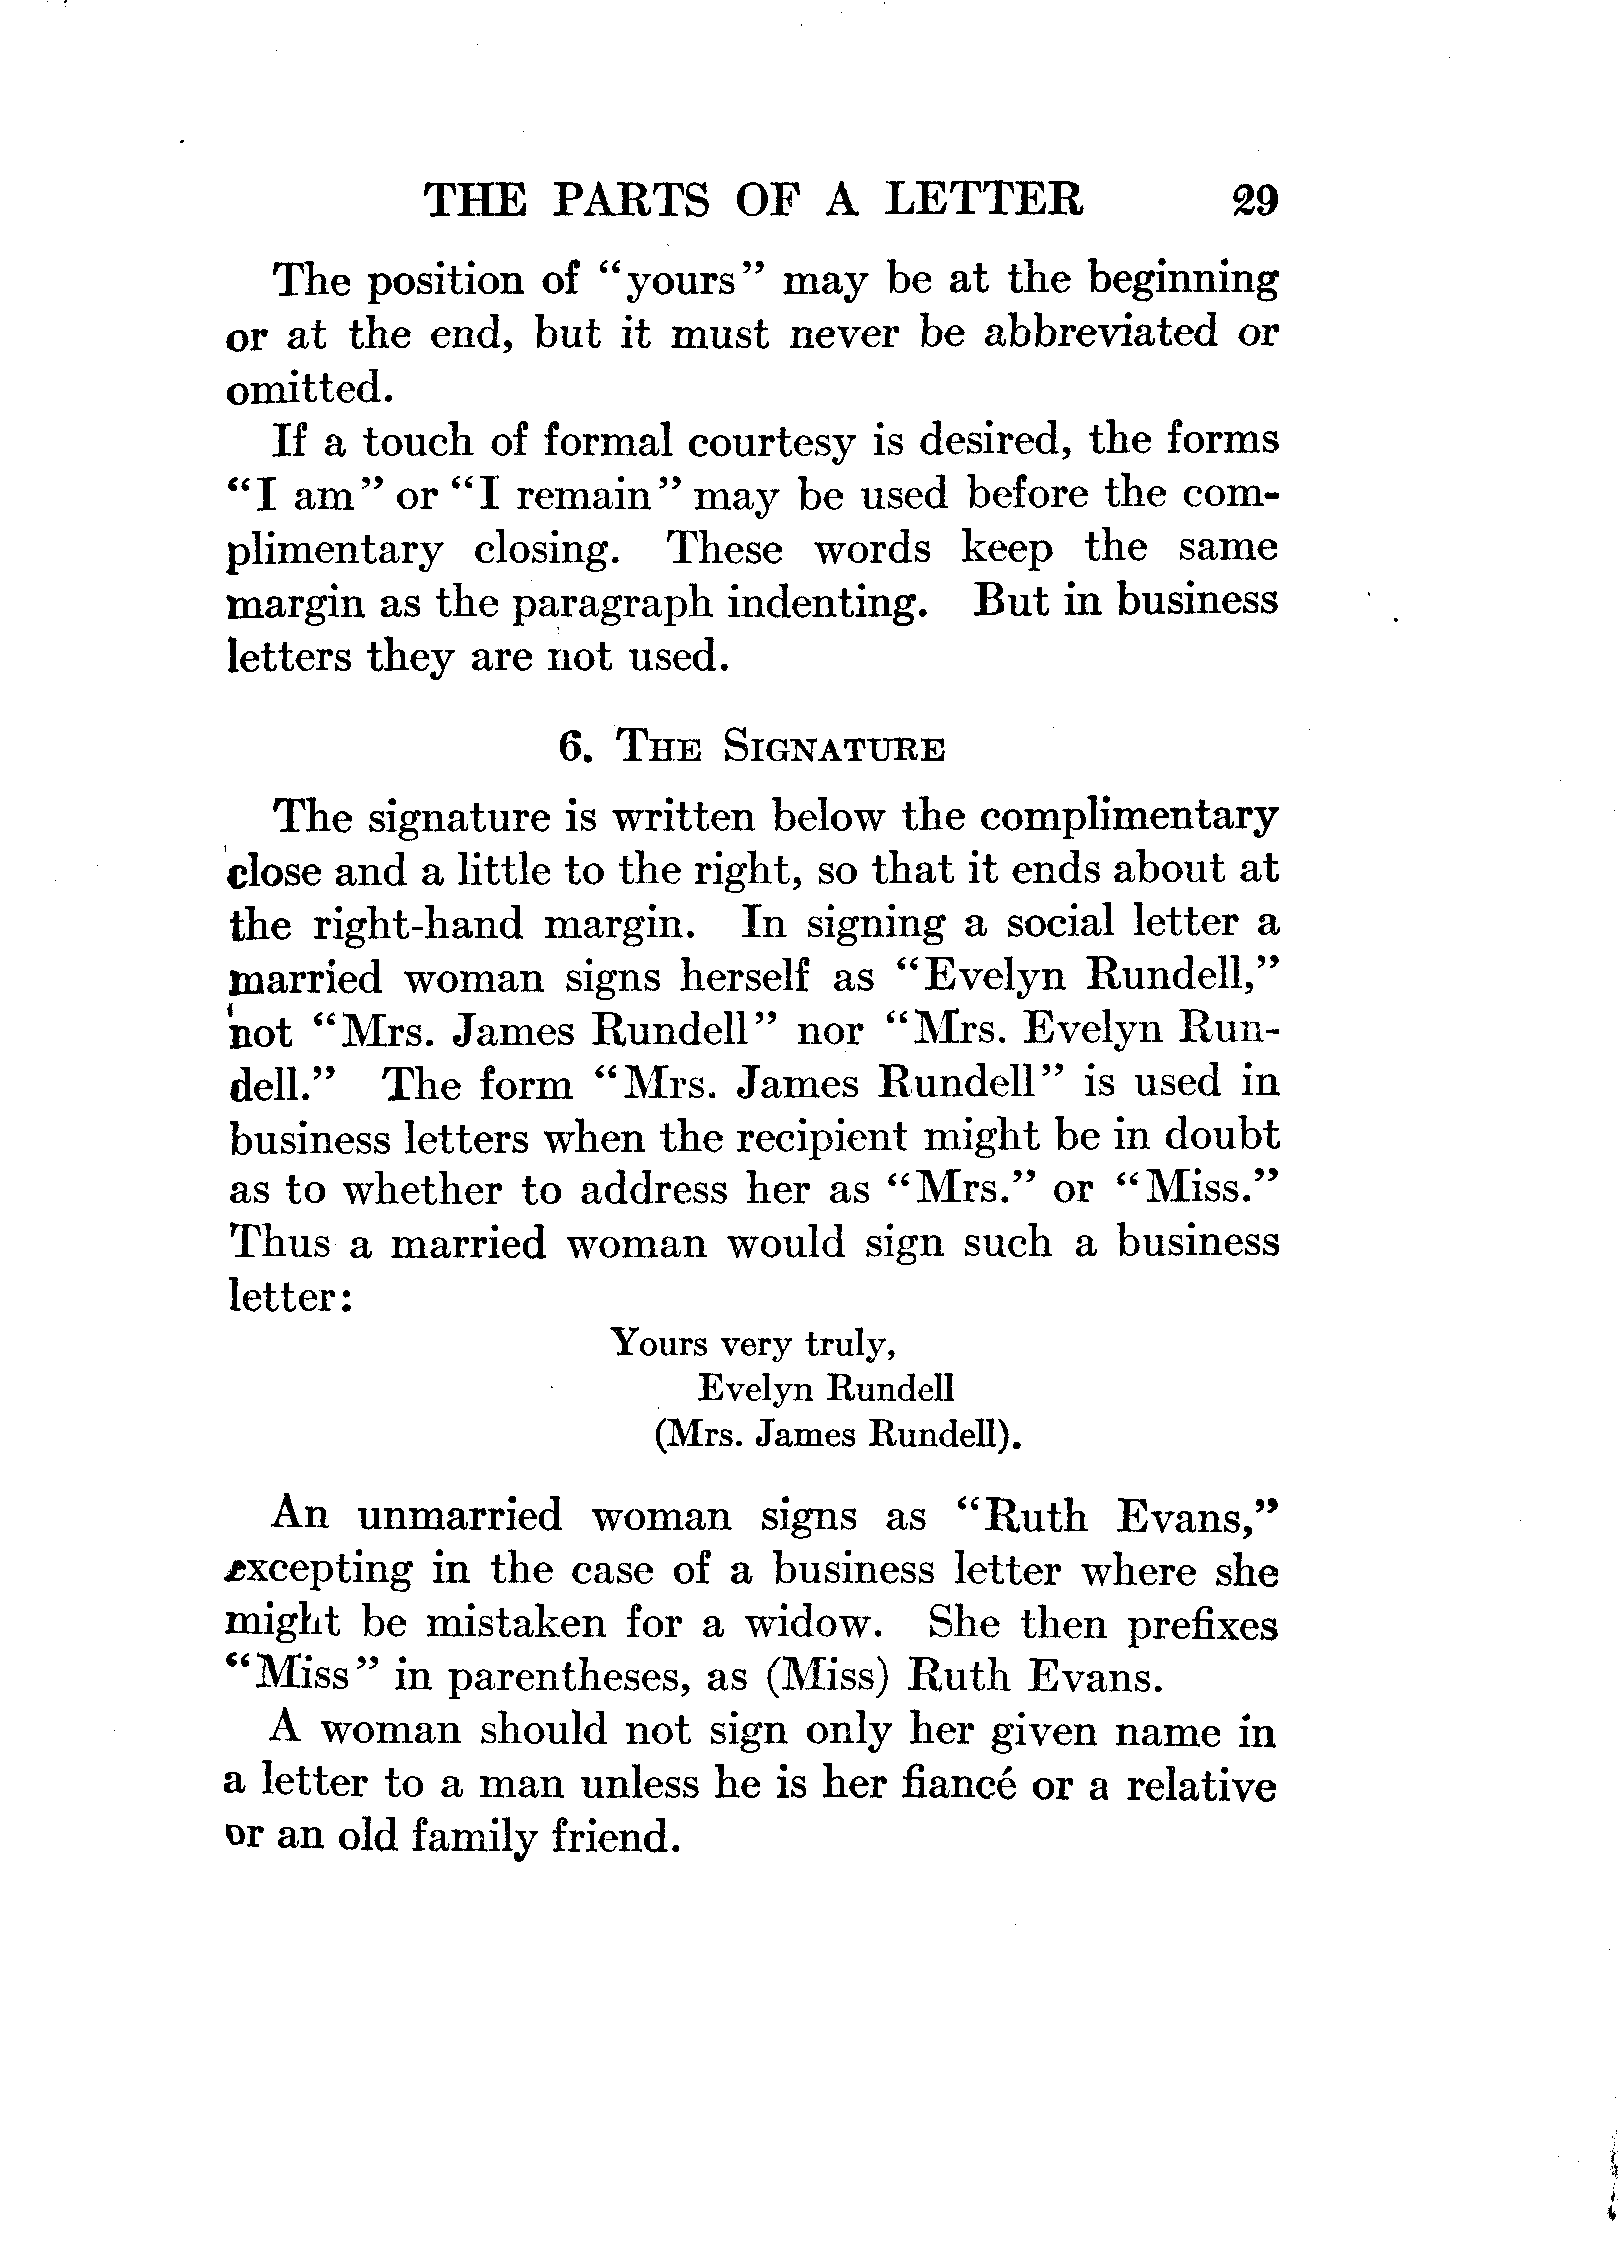 THE PARTS OF A LETTER 29
The position of "yours" may be at the beginning
or at the end, but it must never be abbreviated or
omitted.
If a touch of formal courtesy is desired, the forms
"I am" or "I remain" may be used before the com-
plimentary closing. These words keep the same
margin as the paragraph indenting. But in business
letters they are not used.
6. THE SIGNATURE
The signature is written below the complimentary
close and a little to the right, so that it ends about at
the right-hand margin. In signing a social letter a
married woman signs herself as "Evelyn Rundell,"
not "Mrs. James Rundell" nor "Mrs. Evelyn Run-
dell." The form "Mrs. James Rundell" is used in
business letters when the recipient might be in doubt
as to whether to address her as "Mrs." or "Miss."
Thus a married woman would sign such a business
letter:
Yours very truly,
Evelyn Rundell
(Mrs. James Rundell).
An unmarried woman signs as "Ruth Evans,"
excepting in the case of a business letter where she
might be mistaken for a widow. She then prefixes
"Miss" in parentheses, as (Miss) Ruth Evans.
A woman should not sign only her given name in
a letter to a man unless he is her fiancé or a relative
or an old family friend.